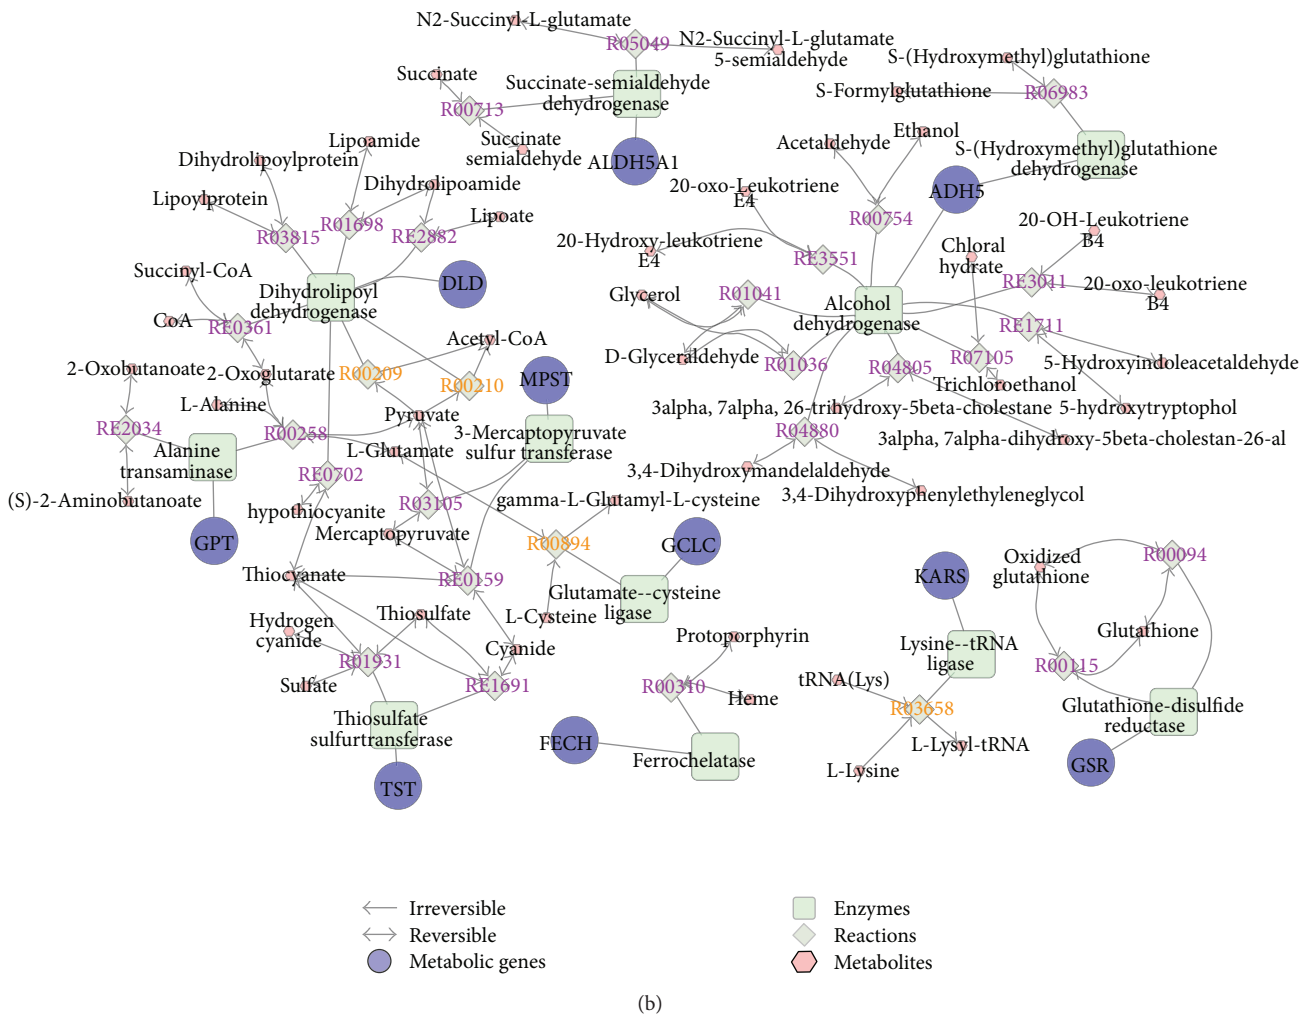 N2-Succinyl-L-glutamate
R05049
N2-Succinyl-L-glutamate
5-semialdehyde
S-(Hydroxymethyl)glutathione
Succinate
Succinate-semialdehyde
dehydrogenase
S-Formylglutathione
R06983
R00713
Lipoamide
Succinate
semialdehyde
ALDH5A1
Acetaldehyde
Ethanol
S-(Hydroxymethyl)glutathione
dehydrogenase
Dihydrolipoylprotein
Dihydrolipoamide
20-oxo-Leukotriene
E4
ADH5
Lipoylprotein
R03815
R01698
RE2882
Lipoate
R00754
20-OH-Leukotriene
B4
20-Hydroxy-leukotriene
E4
RE3551
Chloral
hydrate
Succinyl-CoA
Dihydrolipoyl
dehydrogenase
DLD
Glycerol
R01041
Alcohol
dehydrogenase
RE3011
20-oxo-leukotriene
B4
CoA
RE0361
Acetyl-CoA
RE1711
D-Glyceraldehyde
R01036
R04805
R07105
5-Hydroxyindoleacetaldehyde
2-Oxobutanoate
2-Oxoglutarate
R00209
R00210
MPST
Trichloroethanol
L-Alanine
Pyruvate
3alpha, 7alpha, 26-trihydroxy-5beta-cholestane
5-hydroxytryptophol
RE2034
R00258
3-Mercaptopyruvate
sulfur transferase
R04880
3alpha, 7alpha-dihydroxy-5beta-cholestan-26-al
Alanine
transaminase
L-Glutamate
RE0702
3,4-Dihydroxymandelaldehyde
(S)-2-Aminobutanoate
hypothiocyanite
R03105
gamma-L-Glutamyl-L-cysteine
3,4-Dihydroxyphenylethyleneglycol
Mercaptopyruvate
GPT
R00894
GCLC
Oxidized
glutathione
R00094
Thiocyanate
RE0159
Glutamate--cysteine
ligase
KARS
Hydrogen
cyanide
Thiosulfate
L-Cysteine
Glutathione
Cyanide
Protoporphyrin
Lysine--tRNA
ligase
R01931
R00115
Sulfate
RE1691
R00310
Heme
tRNA(Lys)
R03658
Glutathione-disulfide
reductase
Thiosulfate
sulfurtransferase
FECH
Ferrochelatase
L-Lysyl-tRNA
L-Lysine
GSR
TST
Irreversible
Reversible
Metabolic genes
Enzymes
Reactions
Metabolites
(b)